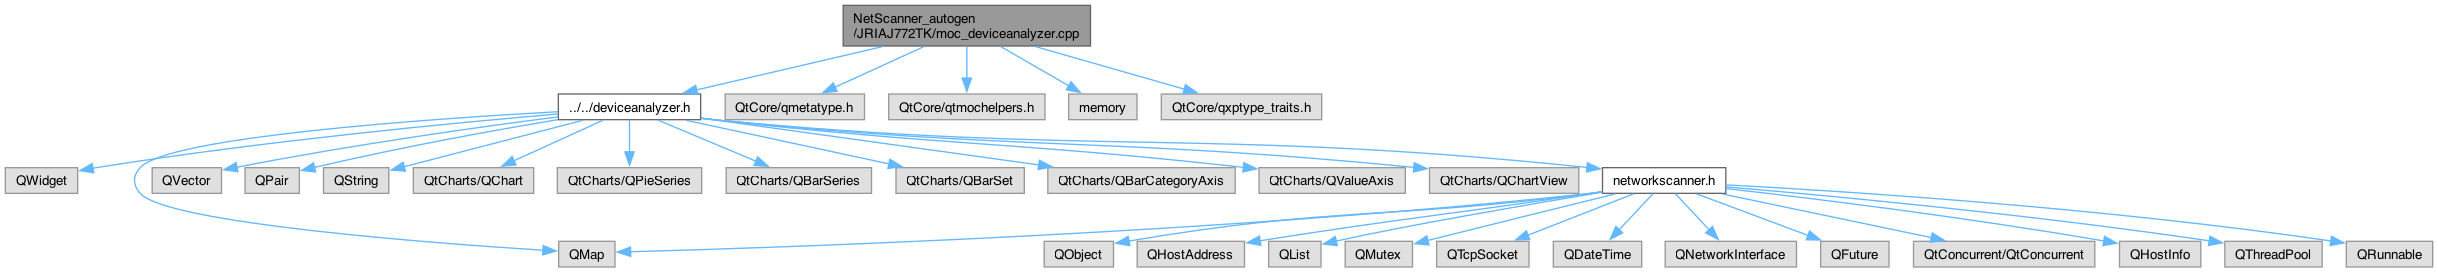 NetScanner_autogen
/JRIAJ772TK/moc_deviceanalyzer.cpp
../../deviceanalyzer.h
QtCore/qmetatype.h
QtCore/qtmochelpers.h
memory
QtCore/qxptype_traits.h
QWidget
QVector
QPair
QString
QtCharts/QChart
QtCharts/QPieSeries
QtCharts/QBarSeries
QtCharts/QBarSet
QtCharts/QBarCategoryAxis
QtCharts/QValueAxis
QtCharts/QChartView
networkscanner.h
QMap
QObject
QHostAddress
QList
QMutex
QTcpSocket
QDateTime
QNetworkInterface
QFuture
QtConcurrent/QtConcurrent
QHostInfo
QThreadPool
QRunnable